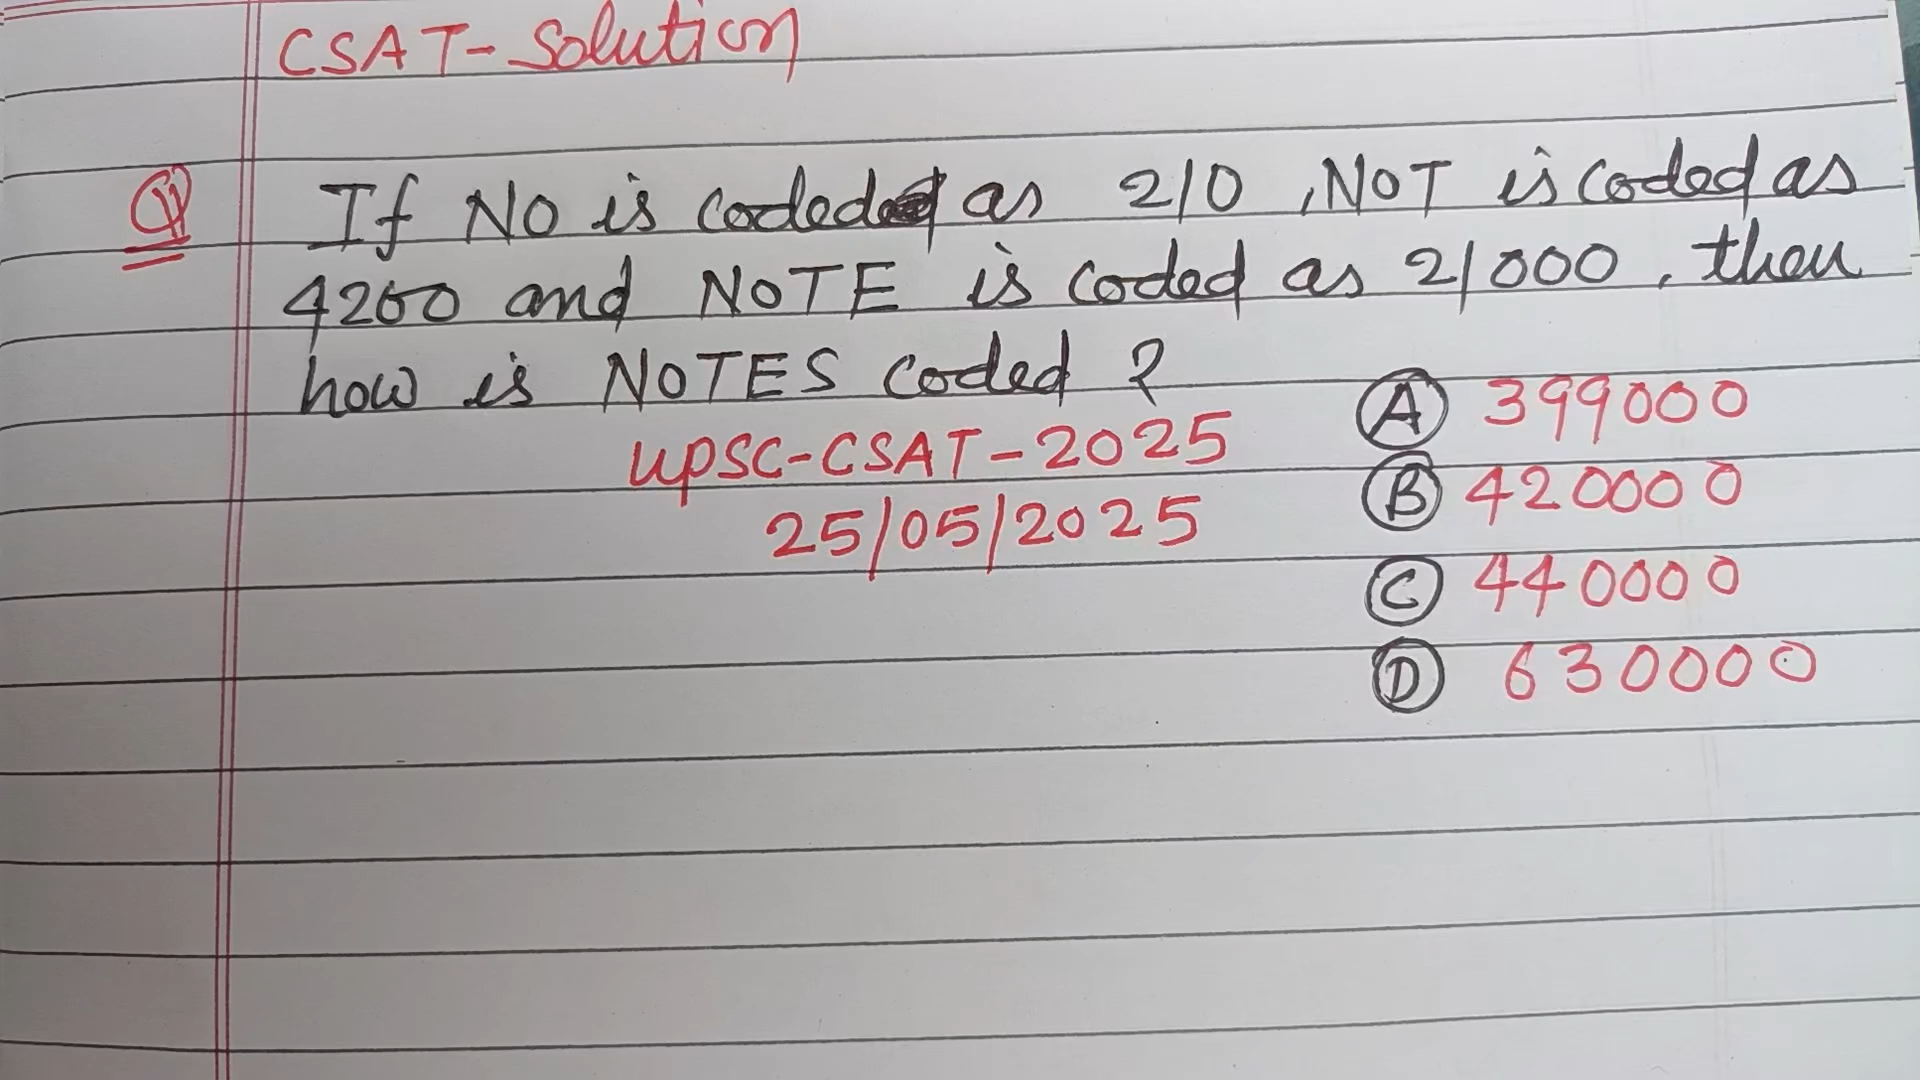 CSAT- Solution
Q If NO is coded as 210 , NOT is coded as
4200 and NOTE is coded as 21000 , then
how is NOTES coded ?
UPSC-CSAT-2025
25/05/2025
A 399000
B 420000
C 440000
D 630000